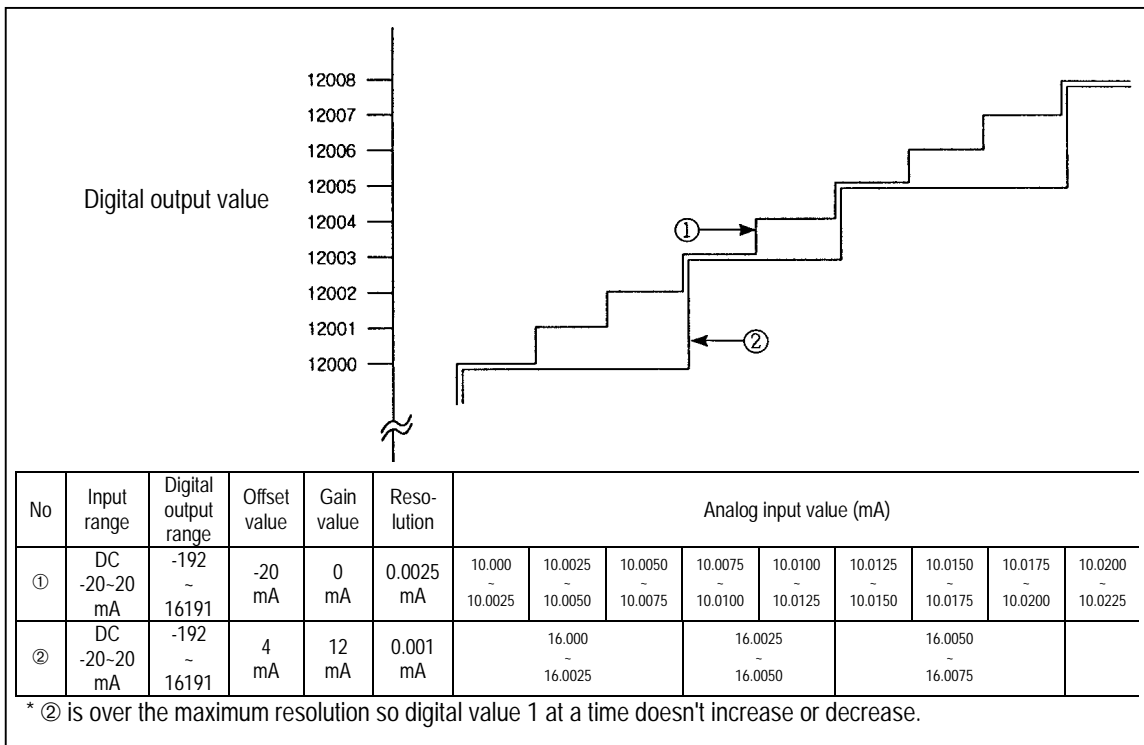 12008
12007
12006
12005
12004
12003
12002
12001
12000
Digital output value
①
②
No
Input
range
Digital
output
range
Offset
value
Gain
value
Reso-
lution
Analog input value (mA)
①
DC
-20~20
mA
-192
~
16191
-20
mA
0
mA
0.0025
mA
10.000
~
10.0025
10.0025
~
10.0050
10.0050
~
10.0075
10.0075
~
10.0100
10.0100
~
10.0125
10.0125
~
10.0150
10.0150
~
10.0175
10.0175
~
10.0200
10.0200
~
10.0225
②
DC
-20~20
mA
-192
~
16191
4
mA
12
mA
0.001
mA
16.000
~
16.0025
16.0025
~
16.0050
16.0050
~
16.0075
* ② is over the maximum resolution so digital value 1 at a time doesn't increase or decrease.